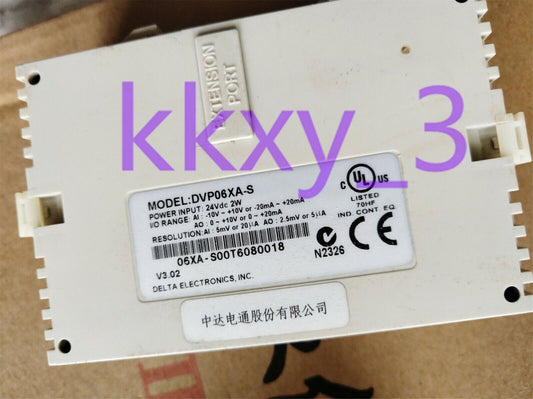 EXTENSION
PORT
kkxy_3
MODEL:DVP06XA-S
POWER INPUT: 24Vdc 2W
I/O RANGE: AI : -10V ~ +10V or -20mA ~ +20mA
AO : 0 ~ +10V or 0 ~ +20mA
RESOLUTION: AI : 5mV or 20μA AO : 2.5mV or 5μA
06XA-S00T6080018
V3.02
DELTA ELECTRONICS, INC.
C UL US
LISTED
70HF
IND. CONT. EQ.
N2326
中达电通股份有限公司